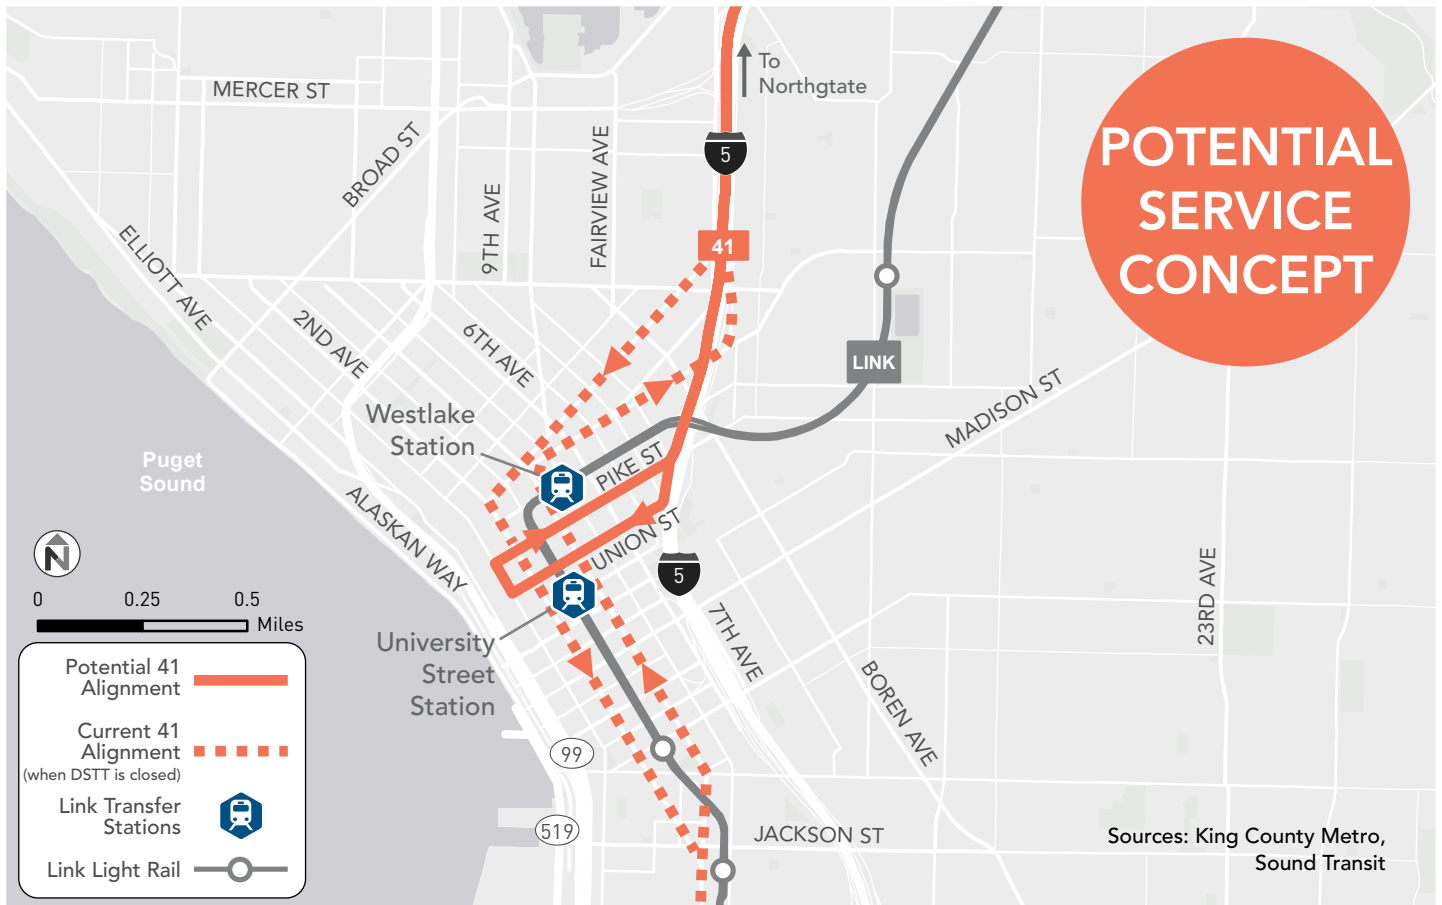 To
Northgtate
MERCER ST
BROAD ST
FAIRVIEW AVE
9TH AVE
5
POTENTIAL
SERVICE
CONCEPT
41
ELLIOTT AVE
2ND AVE
6TH AVE
LINK
MADISON ST
Westlake
Station
Puget
Sound
PIKE ST
UNION ST
ALASKAN WAY
N
5
0 0.25 0.5
Miles
23RD AVE
7TH AVE
University
Street
Station
BOREN AVE
Potential 41
Alignment
Current 41
Alignment
(when DSTT is closed)
Link Transfer
Stations
Link Light Rail
99
519
JACKSON ST
Sources: King County Metro,
Sound Transit